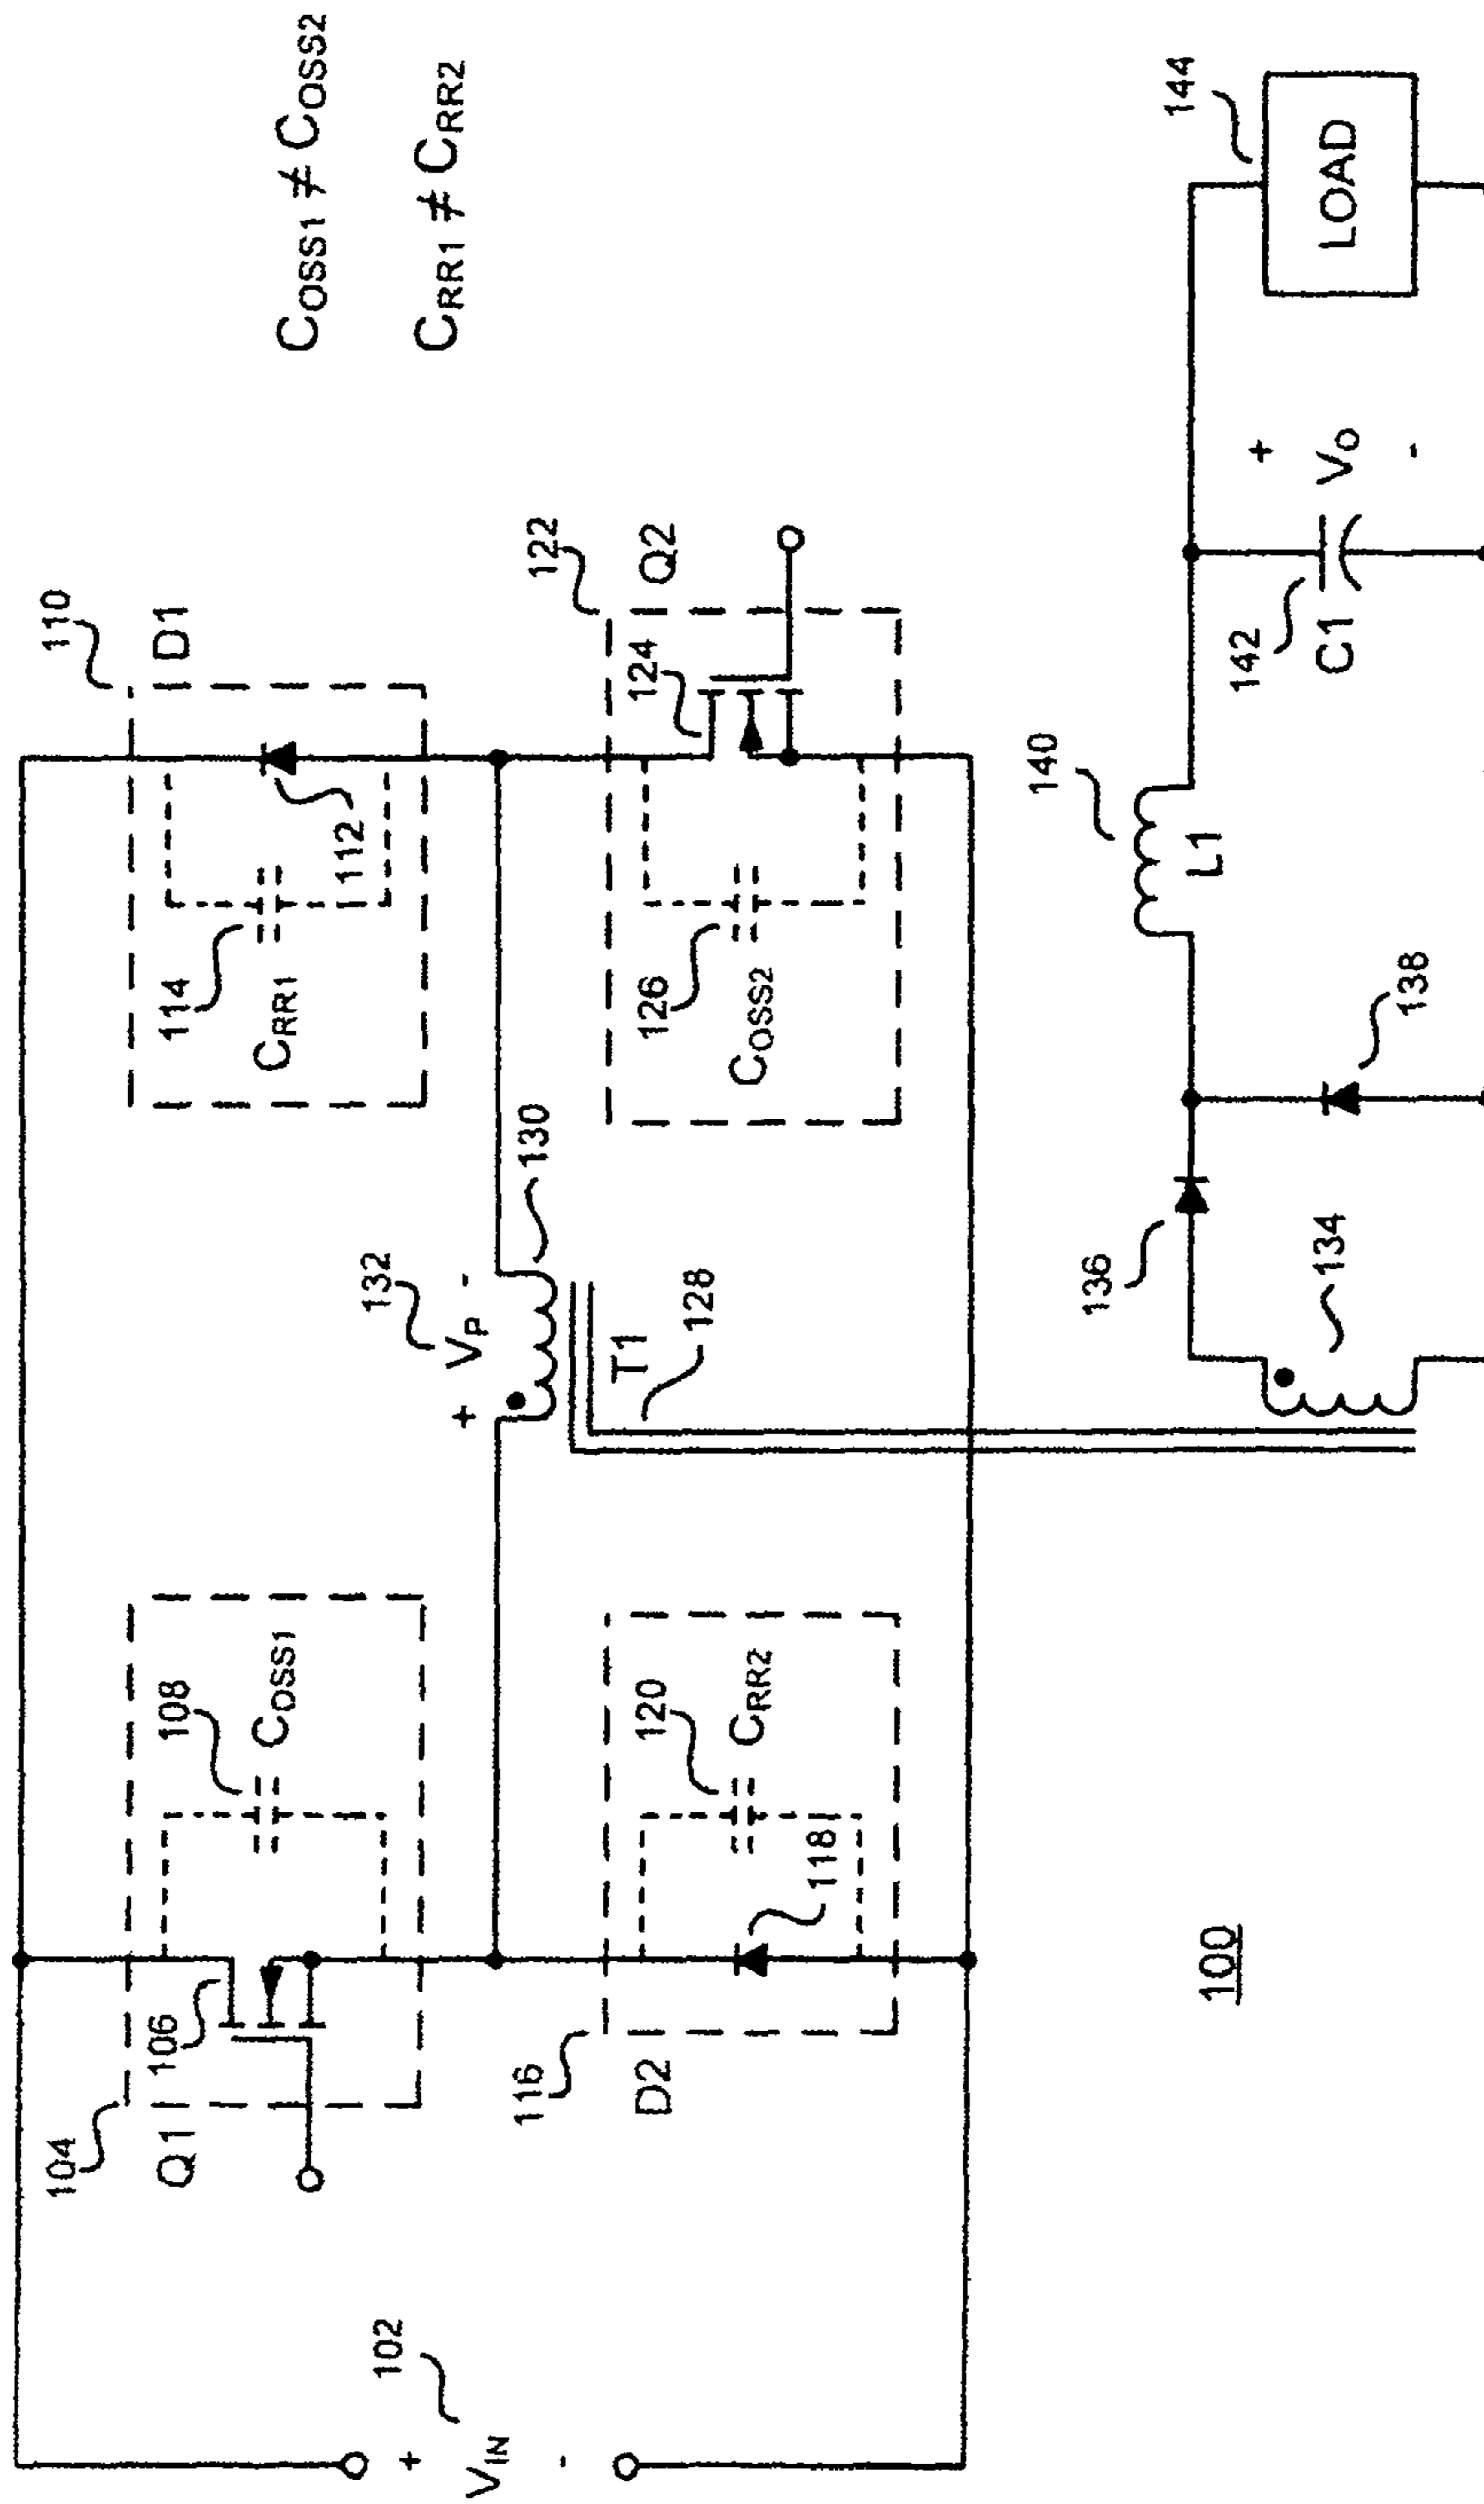 110
D1
COSS1 ≠ COSS2
CRR1 ≠ CRR2
104
Q1
106
108
COSS1
114
CRR1
112
102
+
VIN
-
132
+ VP -
130
122
Q2
124
116
D2
118
120
CRR2
T1
128
126
COSS2
100
136
134
138
140
L1
142
C1
+
VO
-
144
LOAD